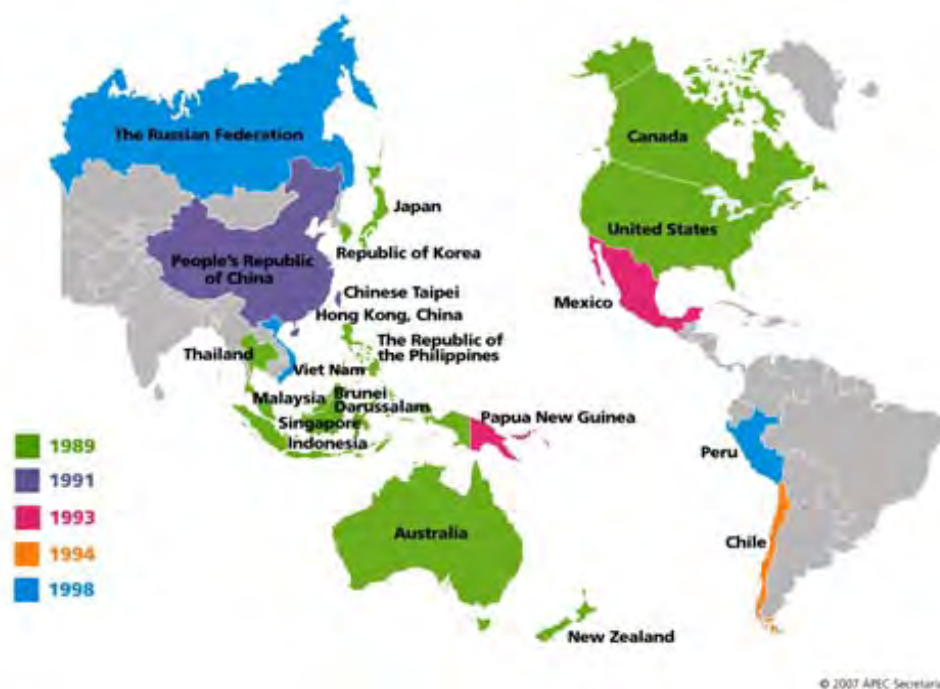 The Russian Federation
Canada
Japan
United States
Republic of Korea
People's Republic
of China
Chinese Taipei
Mexico
Hong Kong, China
The Republic of
the Philippines
Thailand
Viet Nam
Malaysia
Brunei
Darussalam
Singapore
Indonesia
Papua New Guinea
Peru
1989
1991
1993
1994
1998
Australia
Chile
New Zealand
© 2007 APEC